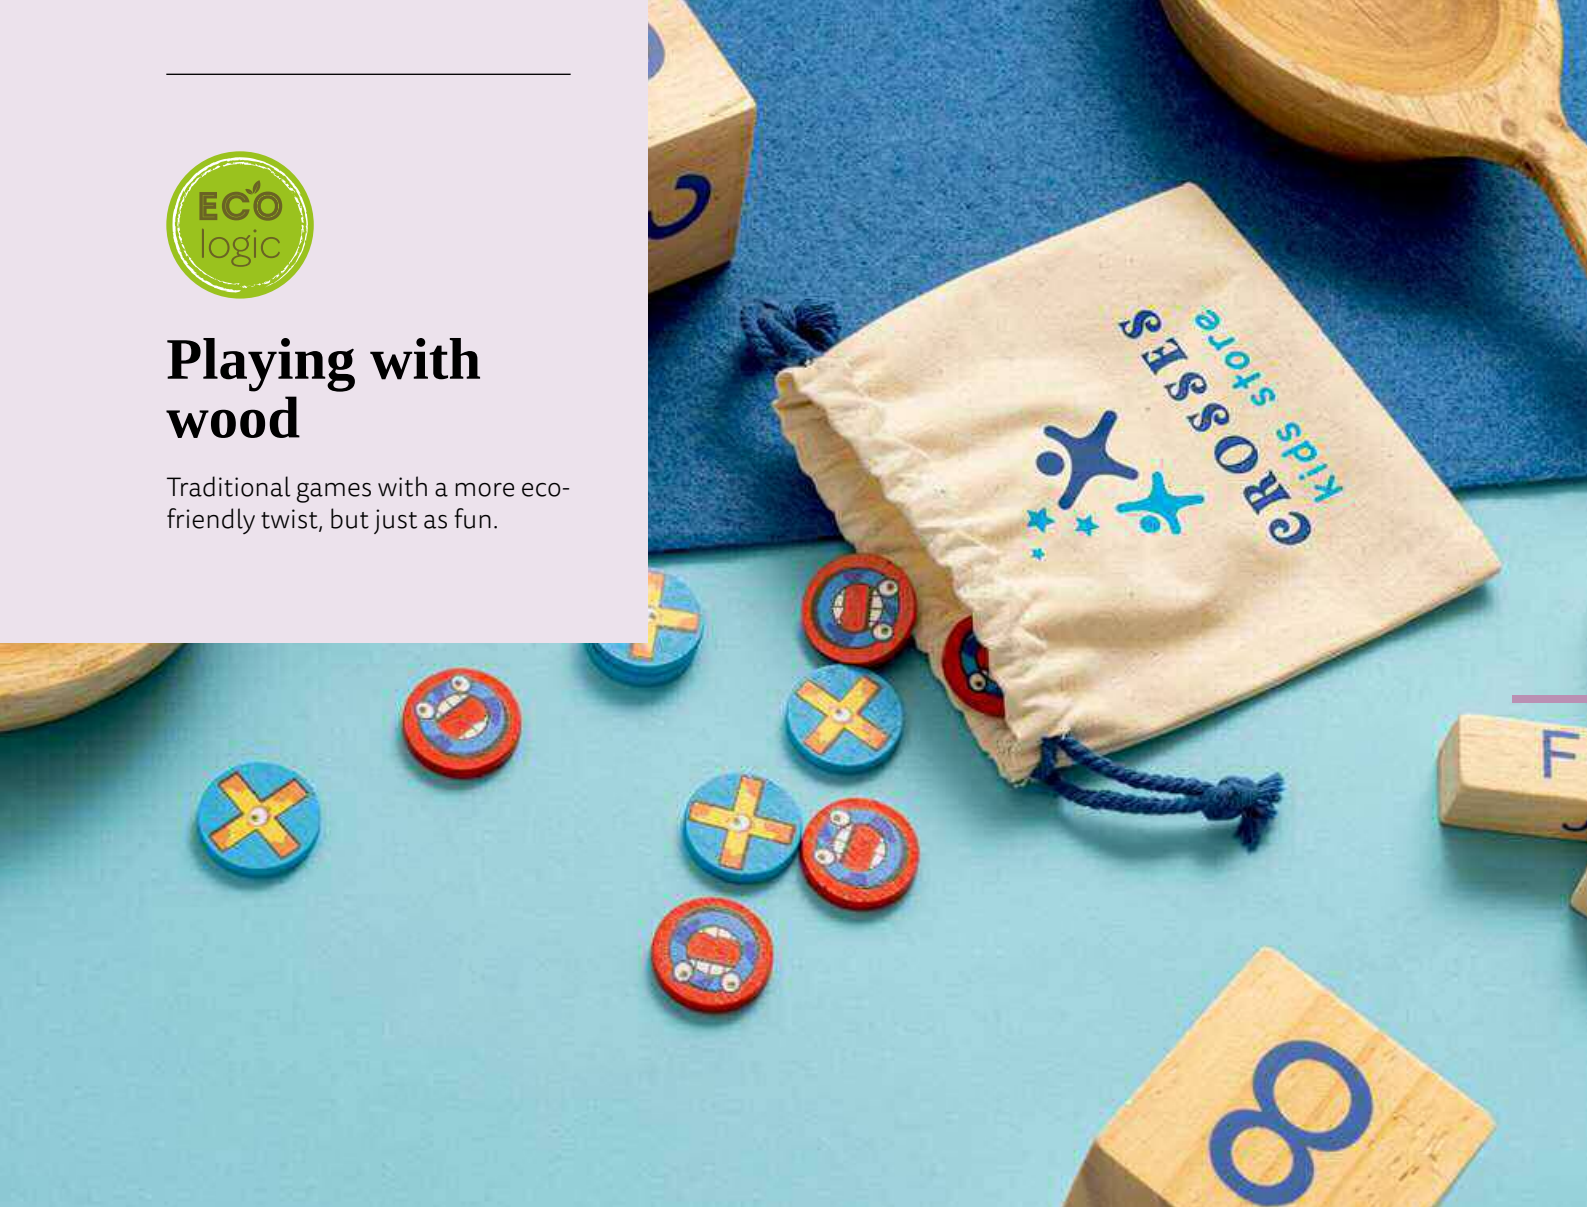 ECO
logic
Playing with
wood
Traditional games with a more eco-
friendly twist, but just as fun.
CROSSES
kids store
F
8